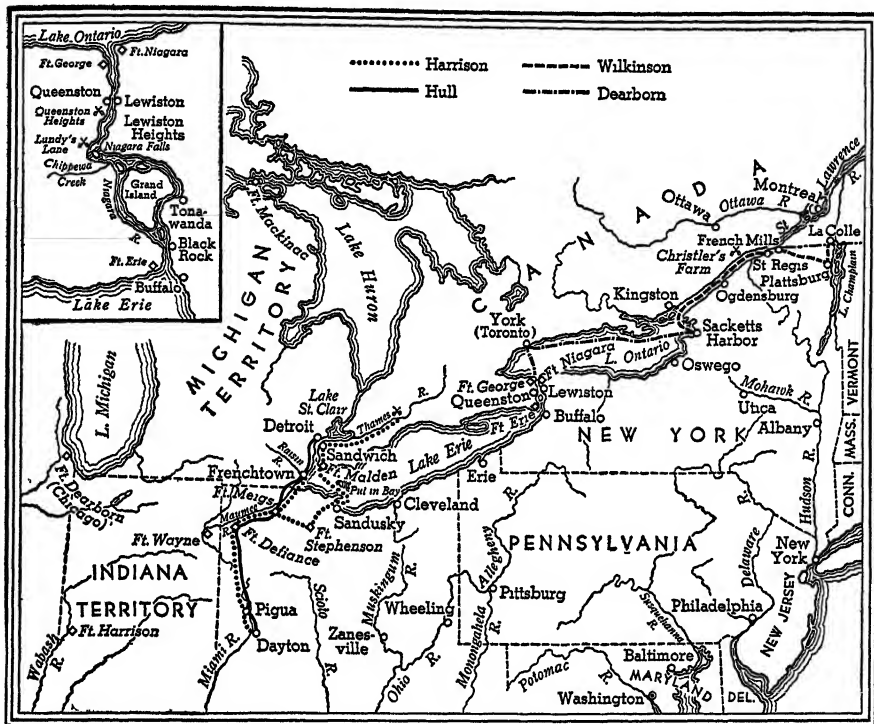 Lake Ontario
Ft. Niagara
Ft. George
Queenston
Lewiston
Queenston
Heights
Lewiston
Heights
Lundy's
Lane
Niagara Falls
Chippewa
Creek
Grand
Island
Niagara
R.
Tona-
wanda
Black
Rock
Ft. Erie
Buffalo
Lake Erie
Harrison
Hull
Wilkinson
Dearborn
CANADA
Ft. Mackinac
Lake Huron
MICHIGAN
TERRITORY
L. Michigan
Ottawa
Ottawa R
Montreal
St. Lawrence
R.
La Colle
French Mills
Christler's
Farm
St Regis
Plattsburg
L. Champlain
Ogdensburg
Kingston
Sacketts
Harbor
York
(Toronto)
Ft Niagara
L. Ontario
Oswego
Ft. George
Queenston
Lewiston
Ft Erie
Buffalo
Mohawk R.
Utica
Albany
NEW YORK
VERMONT
MASS.
CONN.
Hudson
R.
Lake
St. Clair
Thames
R.
Detroit
Sandwich
Raisin
R.
Ft. Malden
Lake Erie
Put in Bay
Frenchtown
Ft. Meigs
Maumee
R.
Erie
Cleveland
Sandusky
Ft.
Stephenson
Ft. Dearborn
(Chicago)
Ft. Wayne
Ft. Defiance
INDIANA
TERRITORY
Ft. Harrison
Wabash
R.
Pigua
Dayton
Miami R.
Scioto
R.
Muskingum
R.
Wheeling
Zanes-
ville
Ohio R.
Allegheny
R.
Monongahela
R.
Pittsburg
PENNSYLVANIA
R.
Delaware
New
York
Philadelphia
NEW JERSEY
Susquehanna
R.
Baltimore
MARYLAND
DEL.
Potomac
R.
Washington